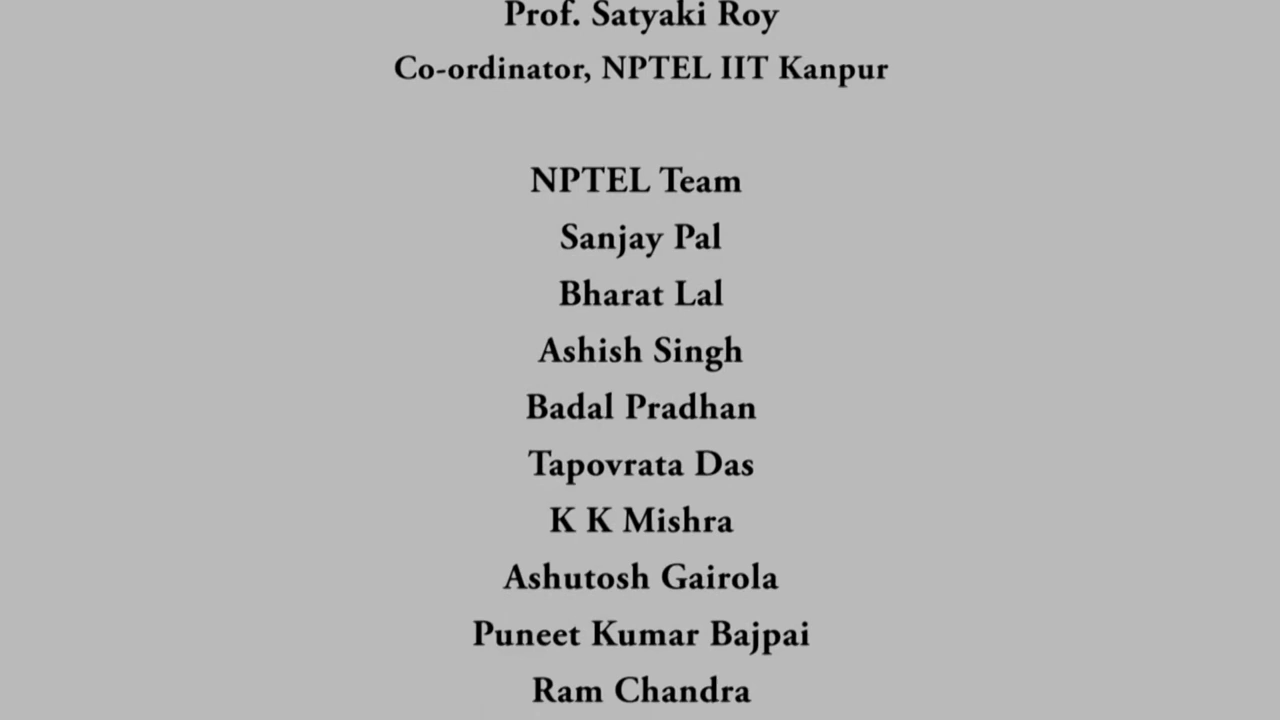 Prof. Satyaki Roy
Co-ordinator, NPTEL IIT Kanpur
NPTEL Team
Sanjay Pal
Bharat Lal
Ashish Singh
Badal Pradhan
Tapovrata Das
K K Mishra
Ashutosh Gairola
Puneet Kumar Bajpai
Ram Chandra